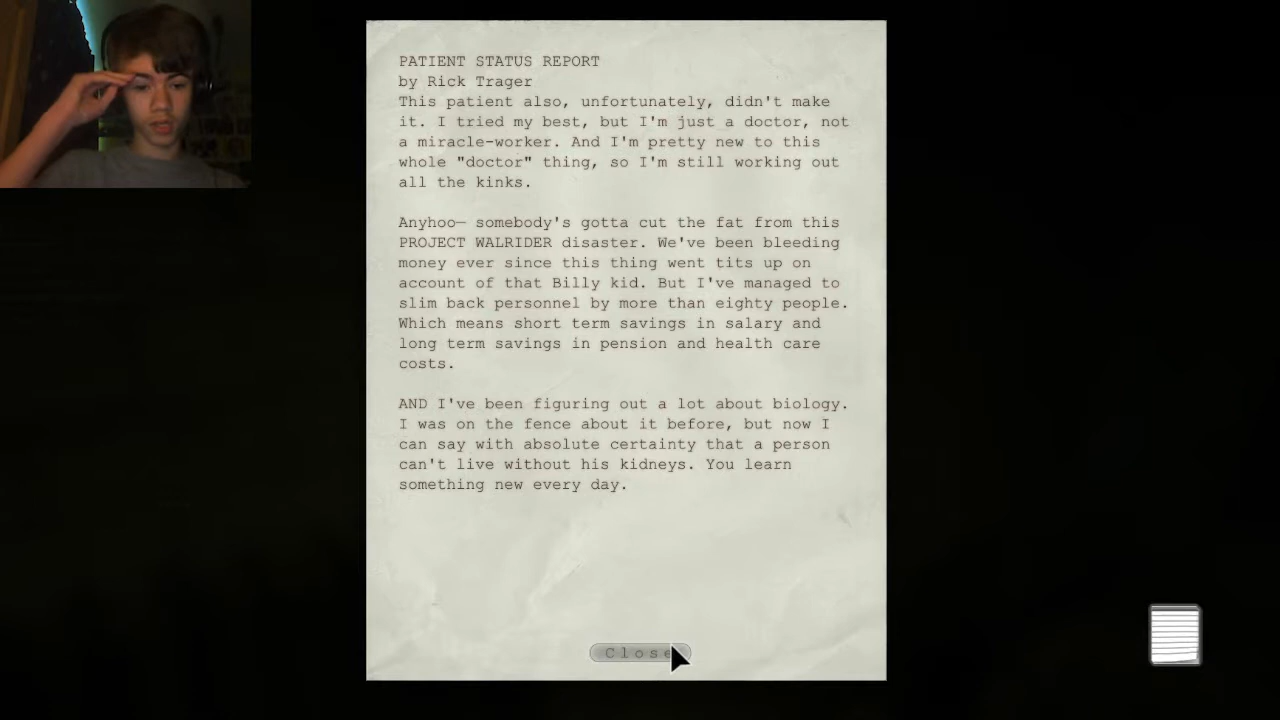 PATIENT STATUS REPORT
by Rick Trager
This patient also, unfortunately, didn't make
it. I tried my best, but I'm just a doctor, not
a miracle-worker. And I'm pretty new to this
whole "doctor" thing, so I'm still working out
all the kinks.
Anyhoo— somebody's gotta cut the fat from this
PROJECT WALRIDER disaster. We've been bleeding
money ever since this thing went tits up on
account of that Billy kid. But I've managed to
slim back personnel by more than eighty people.
Which means short term savings in salary and
long term savings in pension and health care
costs.
AND I've been figuring out a lot about biology.
I was on the fence about it before, but now I
can say with absolute certainty that a person
can't live without his kidneys. You learn
something new every day.
Close